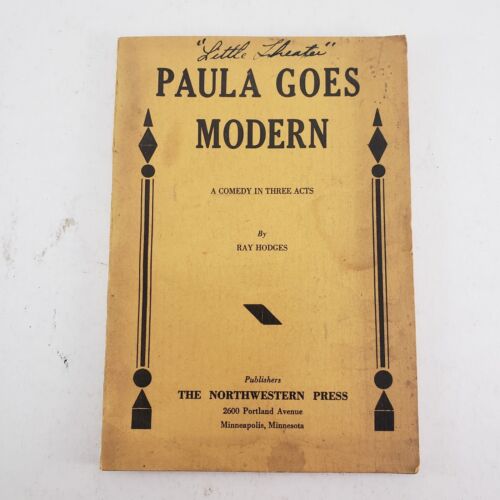 "Little Theater"
PAULA GOES
MODERN
A COMEDY IN THREE ACTS
By
RAY HODGES
Publishers
THE NORTHWESTERN PRESS
2600 Portland Avenue
Minneapolis, Minnesota